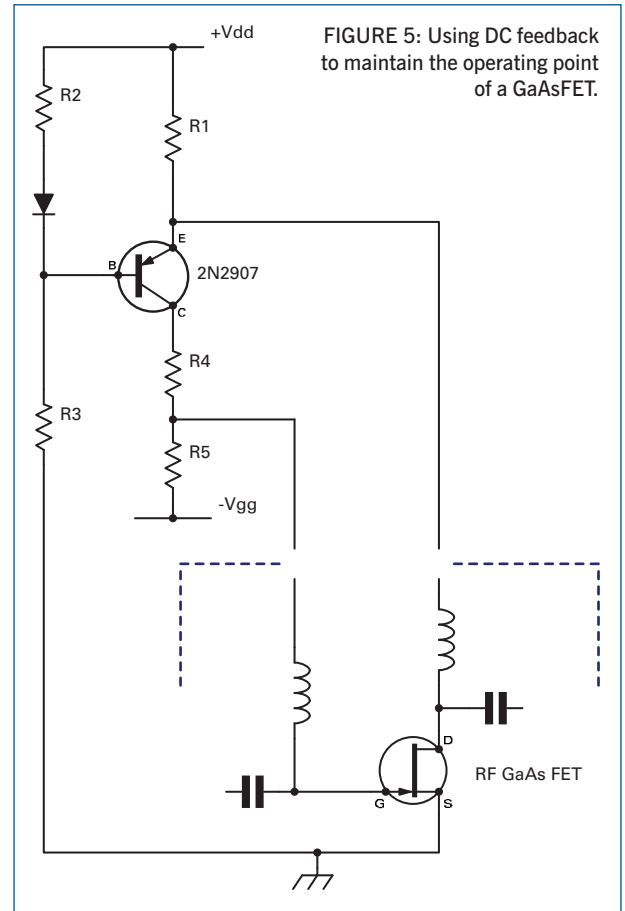 FIGURE 5: Using DC feedback
to maintain the operating point
of a GaAsFET.
+Vdd
R2
R1
E
B
2N2907
C
R4
R3
R5
-Vgg
D
RF GaAs FET
G
S